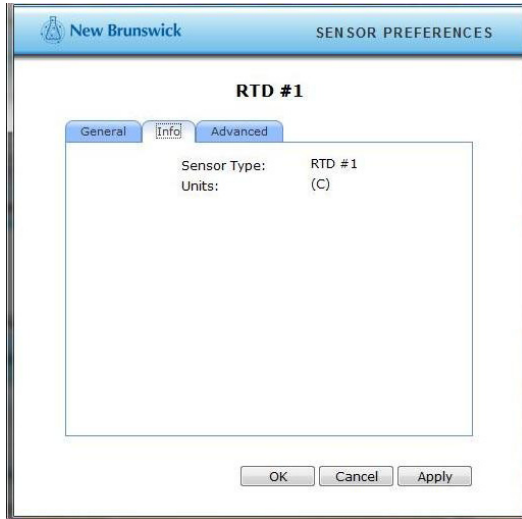 New Brunswick SENSOR PREFERENCES
RTD #1
General Info Advanced
Sensor Type: RTD #1
Units: (C)
OK Cancel Apply